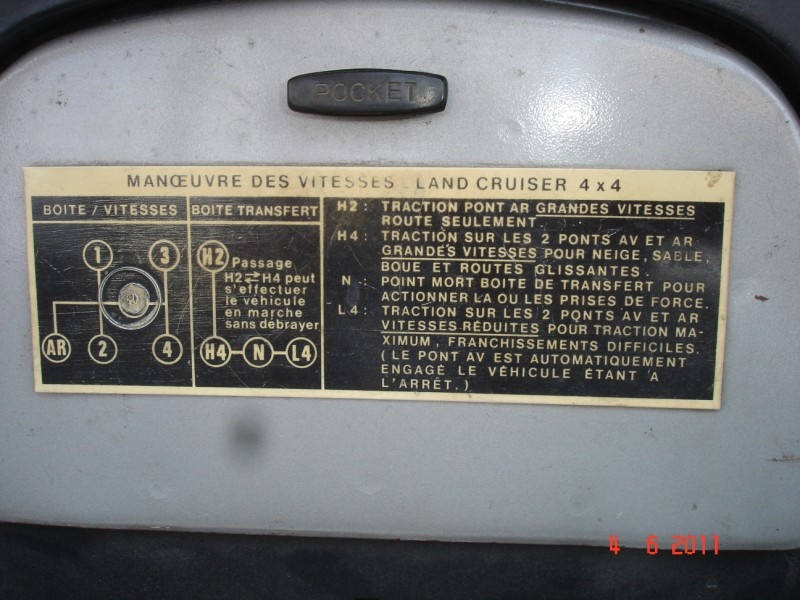 POCKET
MANŒUVRE DES VITESSES LAND CRUISER 4x4
BOITE / VITESSES
1 3
AR 2 4
BOITE TRANSFERT
H2
Passage
H2⇄H4 peut
s'effectuer
le véhicule
en marche
sans débrayer
H4 N L4
H2: TRACTION PONT AR GRANDES VITESSES
ROUTE SEULEMENT.
H4: TRACTION SUR LES 2 PONTS AV ET AR
GRANDES VITESSES POUR NEIGE, SABLE,
BOUE ET ROUTES GLISSANTES.
N : POINT MORT BOITE DE TRANSFERT POUR
ACTIONNER LA OU LES PRISES DE FORCE.
L4: TRACTION SUR LES 2 PONTS AV ET AR
VITESSES RÉDUITES POUR TRACTION MA-
XIMUM, FRANCHISSEMENTS DIFFICILES.
( LE PONT AV EST AUTOMATIQUEMENT
ENGAGÉ LE VÉHICULE ÉTANT À
L'ARRÊT. )
4 6 2011